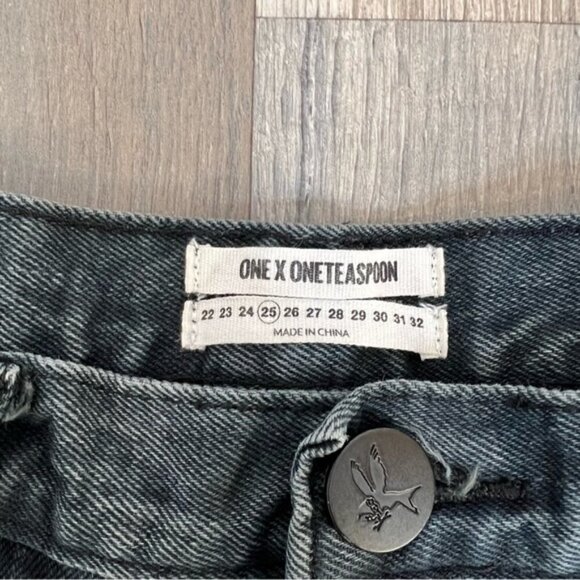 ONE X ONETEASPOON
22 23 24 25 26 27 28 29 30 31 32
MADE IN CHINA